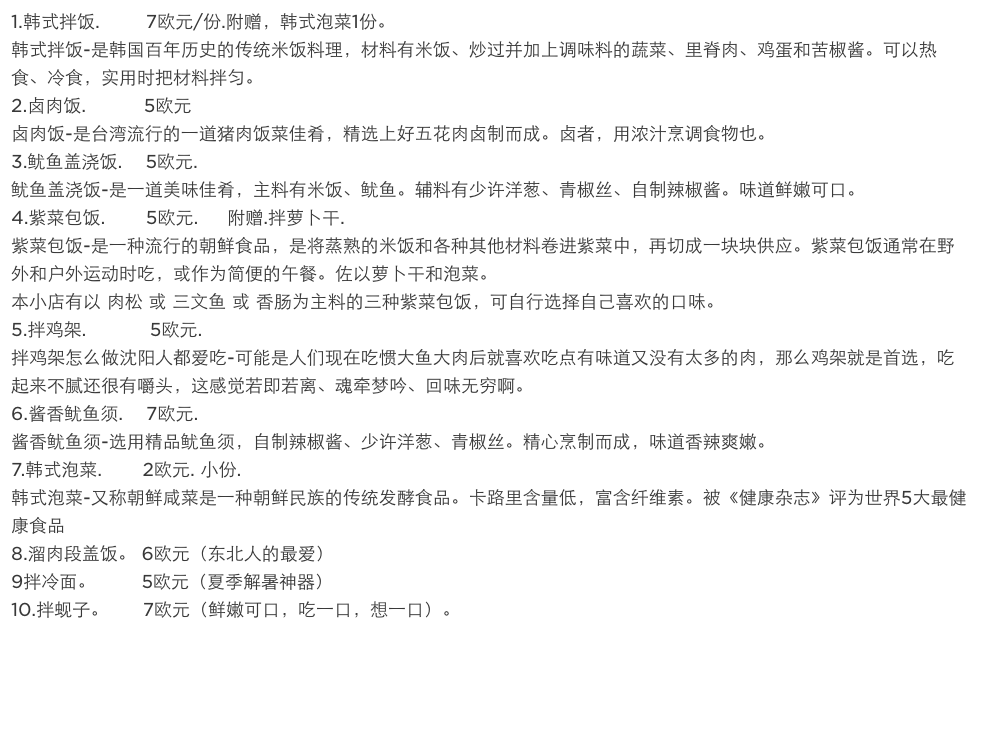 1.韩式拌饭. 7欧元/份.附赠，韩式泡菜1份。
韩式拌饭-是韩国百年历史的传统米饭料理，材料有米饭、炒过并加上调味料的蔬菜、里脊肉、鸡蛋和苦椒酱。可以热
食、冷食，实用时把材料拌匀。
2.卤肉饭. 5欧元
卤肉饭-是台湾流行的一道猪肉饭菜佳肴，精选上好五花肉卤制而成。卤者，用浓汁烹调食物也。
3.鱿鱼盖浇饭. 5欧元.
鱿鱼盖浇饭-是一道美味佳肴，主料有米饭、鱿鱼。辅料有少许洋葱、青椒丝、自制辣椒酱。味道鲜嫩可口。
4.紫菜包饭. 5欧元. 附赠.拌萝卜干.
紫菜包饭-是一种流行的朝鲜食品，是将蒸熟的米饭和各种其他材料卷进紫菜中，再切成一块块供应。紫菜包饭通常在野
外和户外运动时吃，或作为简便的午餐。佐以萝卜干和泡菜。
本小店有以 肉松 或 三文鱼 或 香肠为主料的三种紫菜包饭，可自行选择自己喜欢的口味。
5.拌鸡架. 5欧元.
拌鸡架怎么做沈阳人都爱吃-可能是人们现在吃惯大鱼大肉后就喜欢吃点有味道又没有太多的肉，那么鸡架就是首选，吃
起来不腻还很有嚼头，这感觉若即若离、魂牵梦吟、回味无穷啊。
6.酱香鱿鱼须. 7欧元.
酱香鱿鱼须-选用精品鱿鱼须，自制辣椒酱、少许洋葱、青椒丝。精心烹制而成，味道香辣爽嫩。
7.韩式泡菜. 2欧元. 小份.
韩式泡菜-又称朝鲜咸菜是一种朝鲜民族的传统发酵食品。卡路里含量低，富含纤维素。被《健康杂志》评为世界5大最健
康食品
8.溜肉段盖饭。 6欧元（东北人的最爱）
9拌冷面。 5欧元（夏季解暑神器）
10.拌蚬子。 7欧元（鲜嫩可口，吃一口，想一口）。